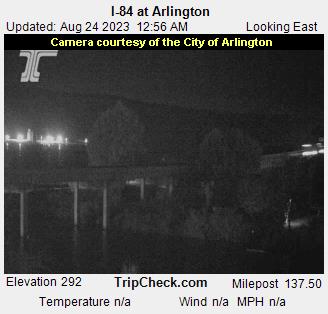 I-84 at Arlington
Updated: Aug 24 2023 12:56 AM Looking East
Camera courtesy of the City of Arlington
Elevation 292 TripCheck.com Milepost 137.50
Temperature n/a Wind n/a MPH n/a